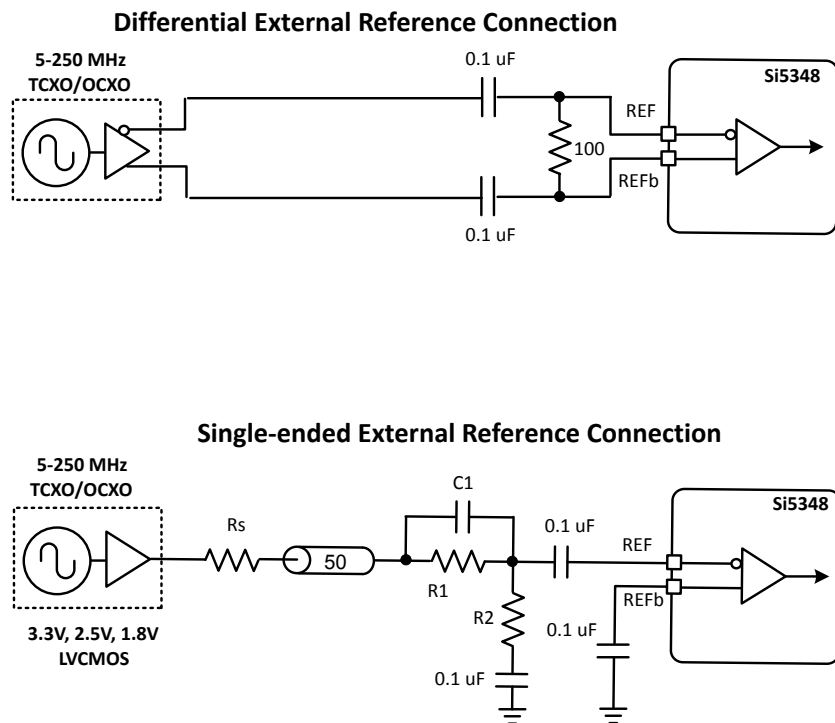 Differential External Reference Connection
5-250 MHz
TCXO/OCXO
0.1 uF
Si5348
REF
100
REFb
0.1 uF
Single-ended External Reference Connection
5-250 MHz
TCXO/OCXO
C1
Si5348
Rs
0.1 uF
REF
50
R1
REFb
R2
3.3V, 2.5V, 1.8V
LVCMOS
0.1 uF
0.1 uF